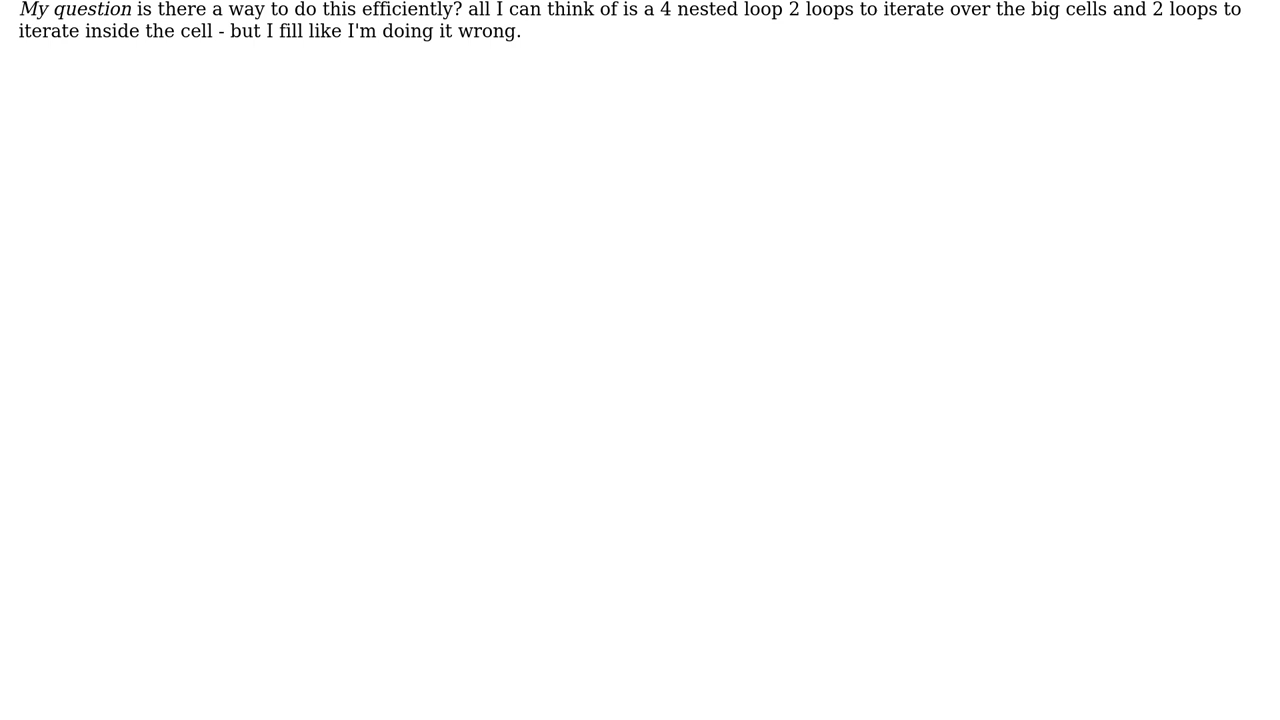 My question is there a way to do this efficiently? all I can think of is a 4 nested loop 2 loops to iterate over the big cells and 2 loops to
iterate inside the cell - but I fill like I'm doing it wrong.